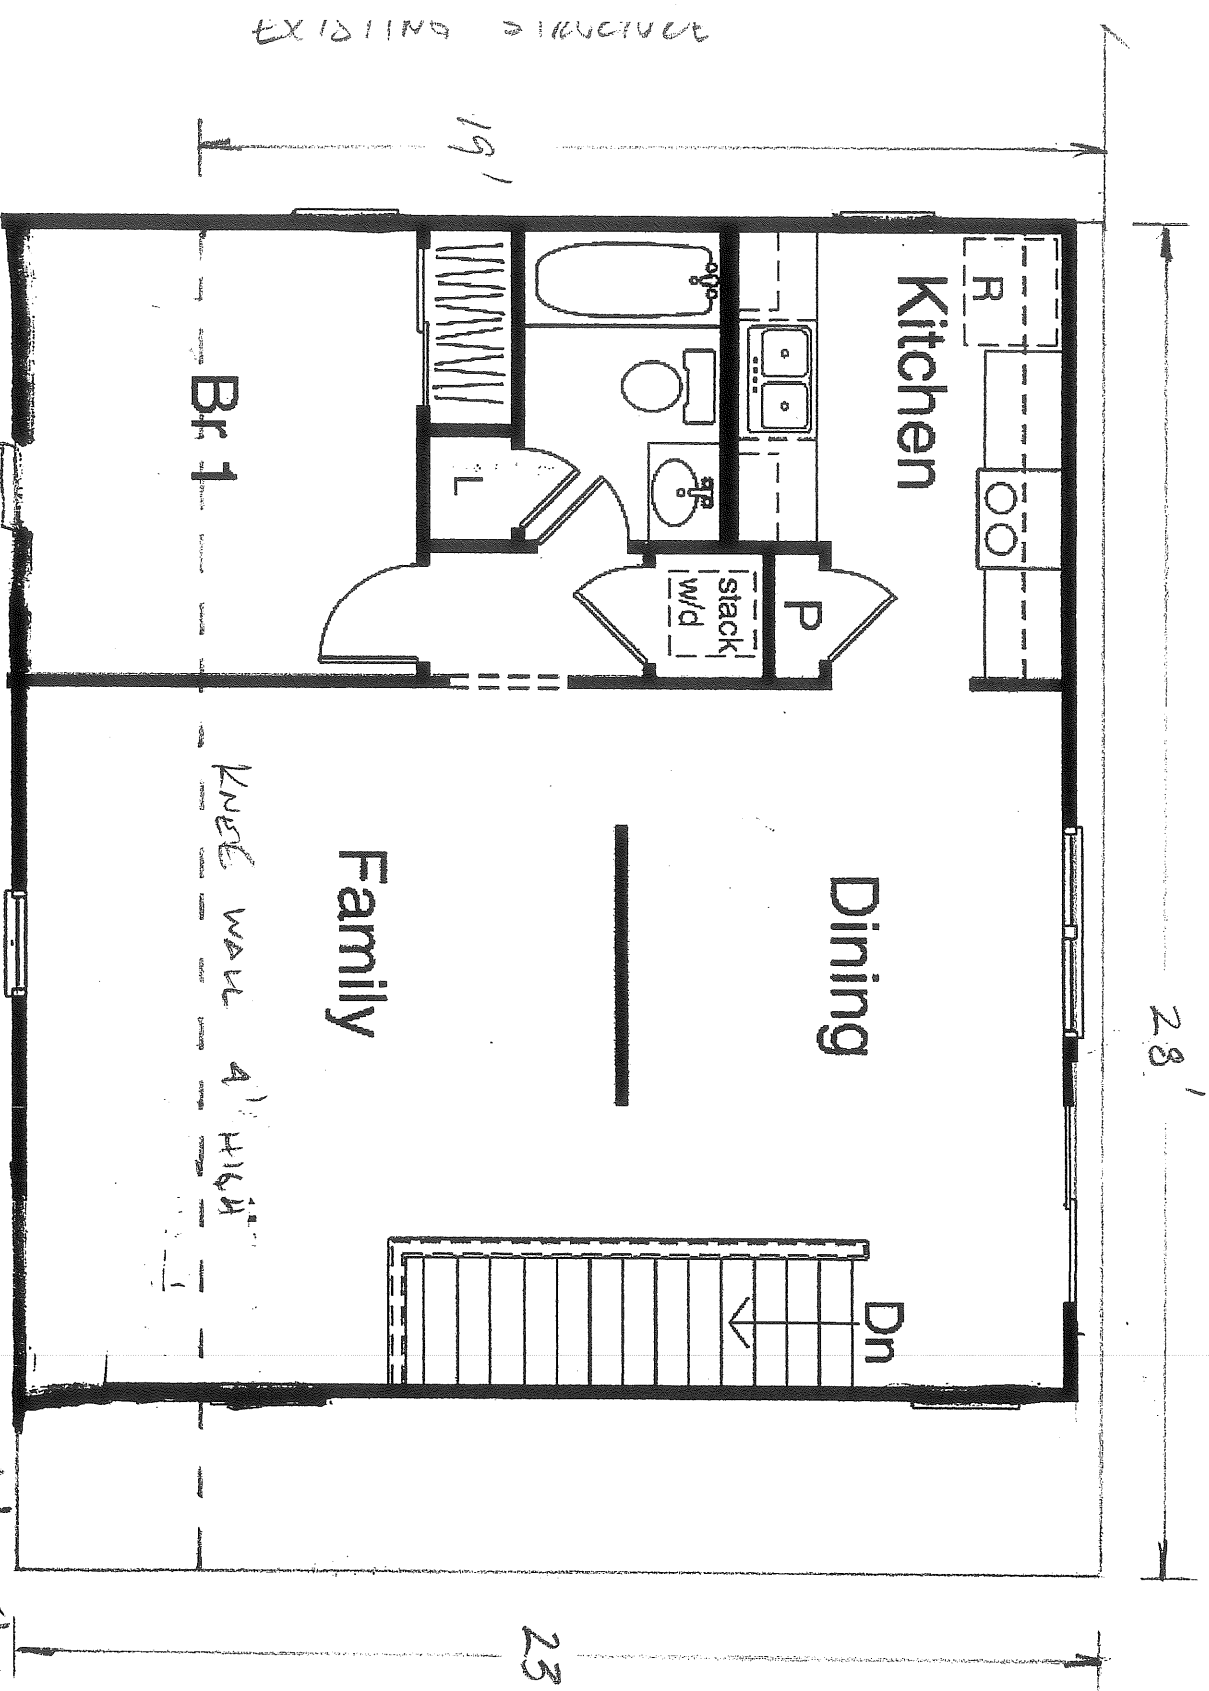 EXISTING STRUCTURE
19'
28'
Kitchen
R
Br 1
L
stack
w/d
P
Dining
Family
KNEE WALL 4' HIGH
Dn
23